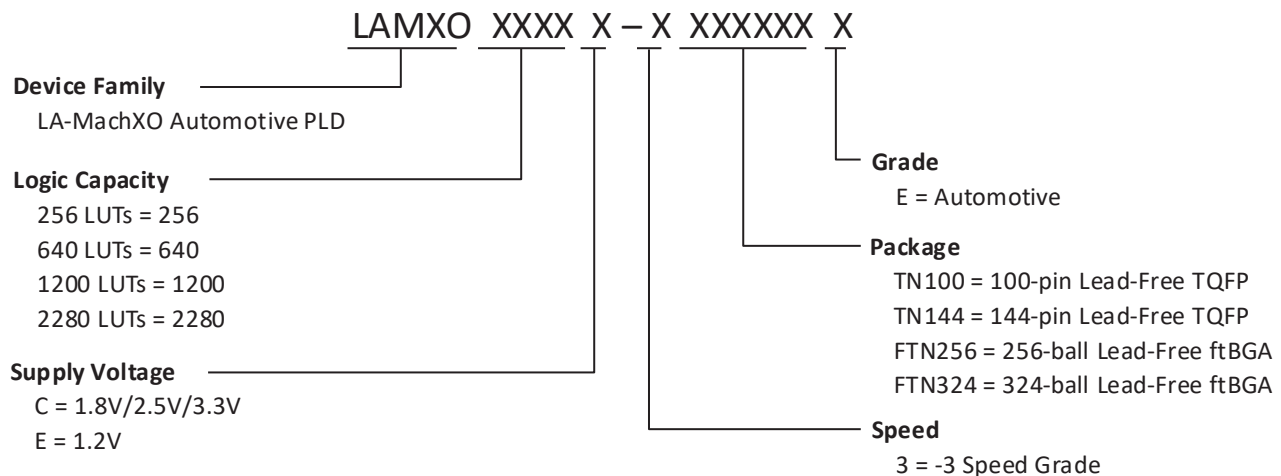 LAMXO XXXX X – X XXXXXX X
Device Family
LA-MachXO Automotive PLD
Logic Capacity
256 LUTs = 256
640 LUTs = 640
1200 LUTs = 1200
2280 LUTs = 2280
Supply Voltage
C = 1.8V/2.5V/3.3V
E = 1.2V
Grade
E = Automotive
Package
TN100 = 100-pin Lead-Free TQFP
TN144 = 144-pin Lead-Free TQFP
FTN256 = 256-ball Lead-Free ftBGA
FTN324 = 324-ball Lead-Free ftBGA
Speed
3 = -3 Speed Grade